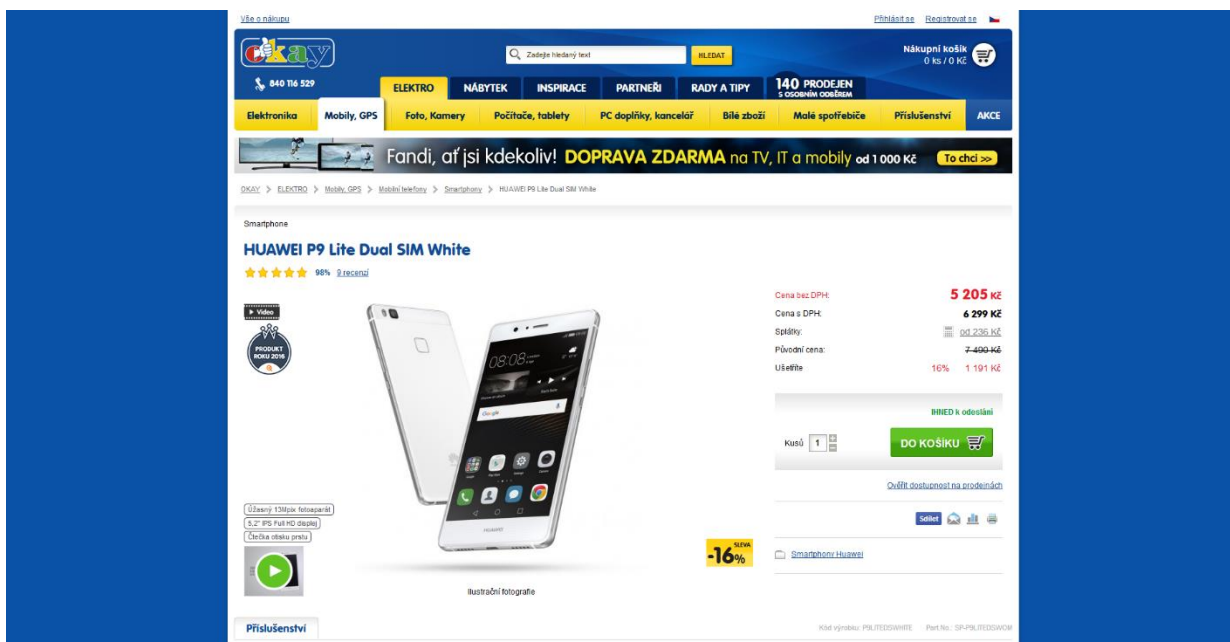 Vše o nákupu
Přihlásit se Registrovat se
okay
Zadejte hledaný text
HLEDAT
Nákupní košík
0 ks / 0 Kč
840 116 529
ELEKTRO NÁBYTEK INSPIRACE PARTNEŘI RADY A TIPY 140 PRODEJEN
S OSOBNÍM ODBĚREM
Elektronika Mobily, GPS Foto, Kamery Počítače, tablety PC doplňky, kancelář Bílé zboží Malé spotřebiče Příslušenství AKCE
Fandi, ať jsi kdekoliv! DOPRAVA ZDARMA na TV, IT a mobily od 1 000 Kč To chci >>
OKAY > ELEKTRO > Mobily, GPS > Mobilní telefony > Smartphony > HUAWEI P9 Lite Dual SIM White
Smartphone
HUAWEI P9 Lite Dual SIM White
98% 9 recenzí
Video
PRODUKT
ROKU 2016
08:08
Google
HUAWEI
Úžasný 13Mpix fotoaparát
5,2" IPS Full HD displej
Čtečka otisku prstu
SLEVA
-16%
Ilustrační fotografie
Cena bez DPH: 5 205 Kč
Cena s DPH: 6 299 Kč
Splátky: od 236 Kč
Původní cena: 7 490 Kč
Ušetříte 16% 1 191 Kč
IHNED k odeslání
Kusů 1 DO KOŠÍKU
Ověřit dostupnost na prodejnách
Sdílet
Smartphony Huawei
Příslušenství
Kód výrobku: P9LITEDSWHITE Part No.: SP-P9LITEDSWOM